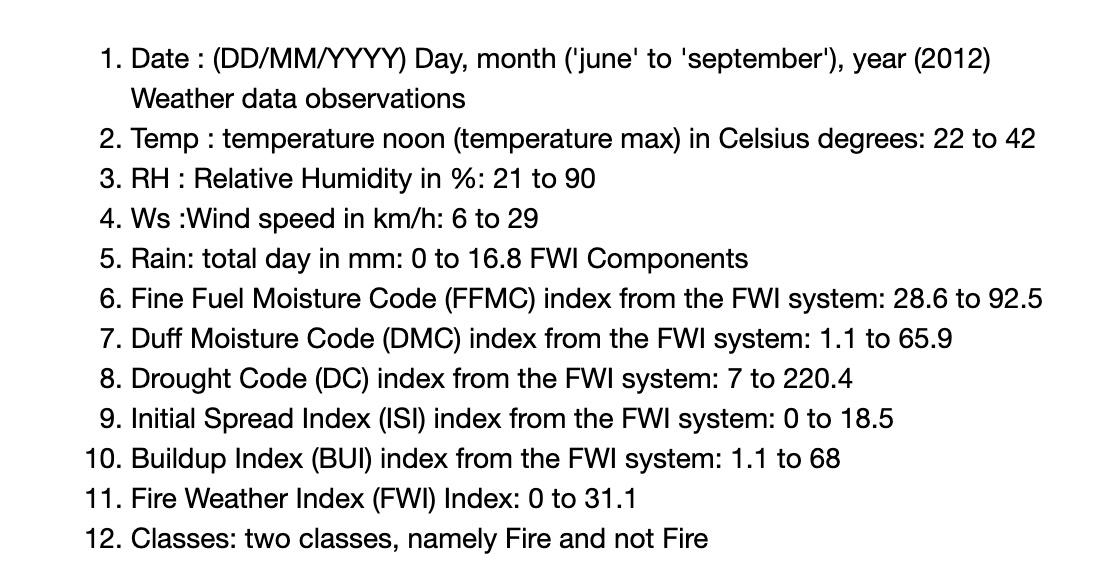 1. Date : (DD/MM/YYYY) Day, month ('june' to 'september'), year (2012)
Weather data observations
2. Temp : temperature noon (temperature max) in Celsius degrees: 22 to 42
3. RH : Relative Humidity in %: 21 to 90
4. Ws :Wind speed in km/h: 6 to 29
5. Rain: total day in mm: 0 to 16.8 FWI Components
6. Fine Fuel Moisture Code (FFMC) index from the FWI system: 28.6 to 92.5
7. Duff Moisture Code (DMC) index from the FWI system: 1.1 to 65.9
8. Drought Code (DC) index from the FWI system: 7 to 220.4
9. Initial Spread Index (ISI) index from the FWI system: 0 to 18.5
10. Buildup Index (BUI) index from the FWI system: 1.1 to 68
11. Fire Weather Index (FWI) Index: 0 to 31.1
12. Classes: two classes, namely Fire and not Fire